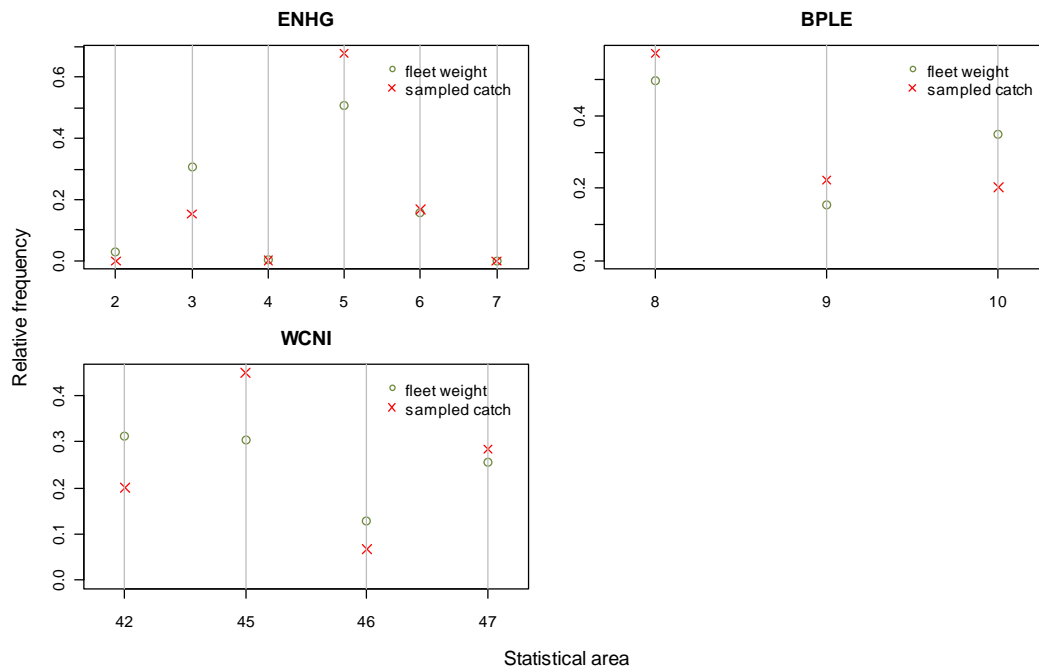 ENHG
fleet weight
sampled catch
0.0
0.2
0.4
0.6
2 3 4 5 6 7
BPLE
fleet weight
sampled catch
0.0
0.2
0.4
8 9 10
WCNI
fleet weight
sampled catch
0.0
0.1
0.2
0.3
0.4
42 45 46 47
Relative frequency
Statistical area